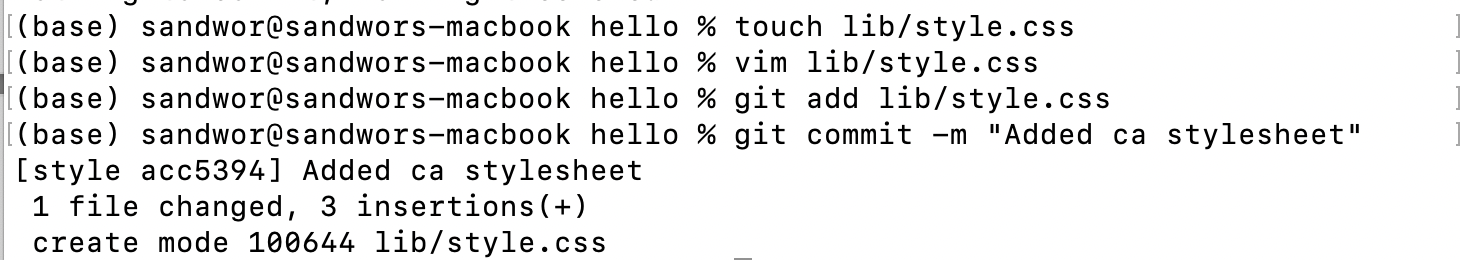 [(base) sandwor@sandwors-macbook hello % touch lib/style.css ]
[(base) sandwor@sandwors-macbook hello % vim lib/style.css ]
[(base) sandwor@sandwors-macbook hello % git add lib/style.css ]
[(base) sandwor@sandwors-macbook hello % git commit -m "Added ca stylesheet" ]
[style acc5394] Added ca stylesheet
 1 file changed, 3 insertions(+)
 create mode 100644 lib/style.css